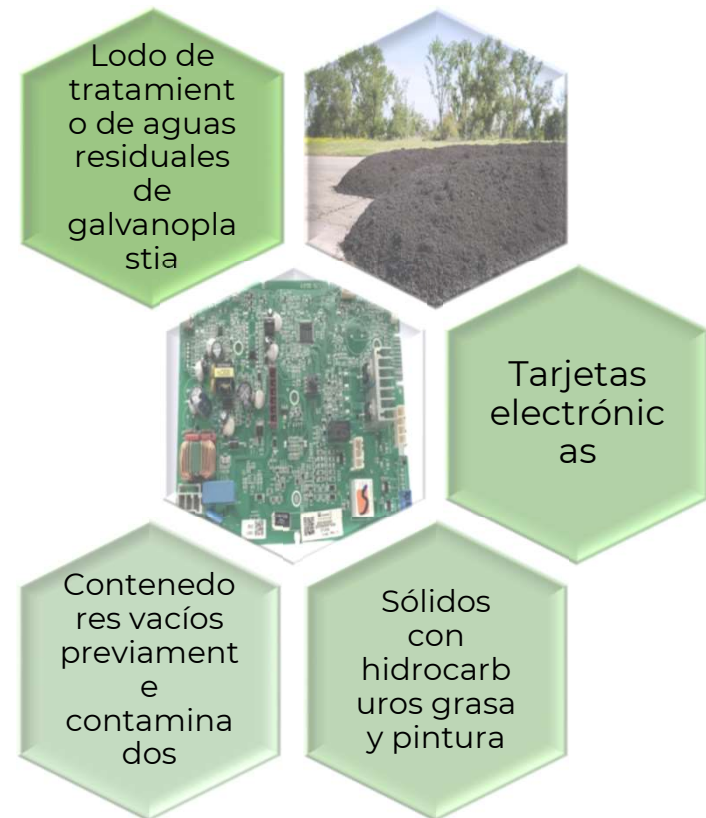 Lodo de
tratamient
o de aguas
residuales
de
galvanopla
stia
Tarjetas
electrónic
as
Contenedo
res vacíos
previament
e
contamina
dos
Sólidos
con
hidrocarb
uros grasa
y pintura